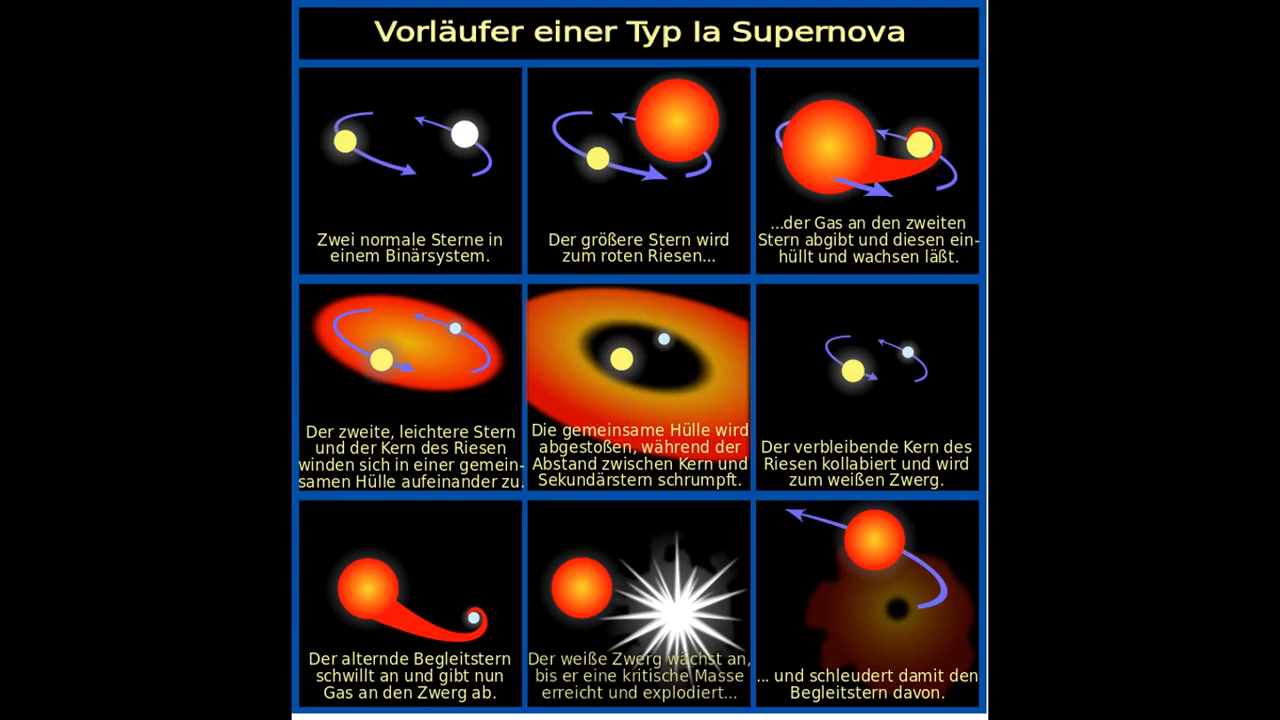 Vorläufer einer Typ Ia Supernova
Zwei normale Sterne in
einem Binärsystem.
Der größere Stern wird
zum roten Riesen...
...der Gas an den zweiten
Stern abgibt und diesen ein-
hüllt und wachsen läßt.
Der zweite, leichtere Stern
und der Kern des Riesen
winden sich in einer gemein-
samen Hülle aufeinander zu.
Die gemeinsame Hülle wird
abgestoßen, während der
Abstand zwischen Kern und
Sekundärstern schrumpft.
Der verbleibende Kern des
Riesen kollabiert und wird
zum weißen Zwerg.
Der alternde Begleitstern
schwillt an und gibt nun
Gas an den Zwerg ab.
Der weiße Zwerg wächst an,
bis er eine kritische Masse
erreicht und explodiert...
... und schleudert damit den
Begleitstern davon.